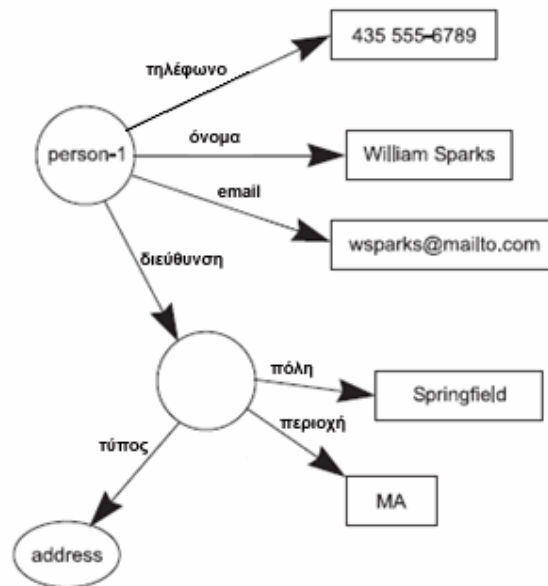 435 555-6789
τηλέφωνο
person-1
όνομα
William Sparks
email
wsparks@mailto.com
διεύθυνση
πόλη
Springfield
περιοχή
τύπος
MA
address